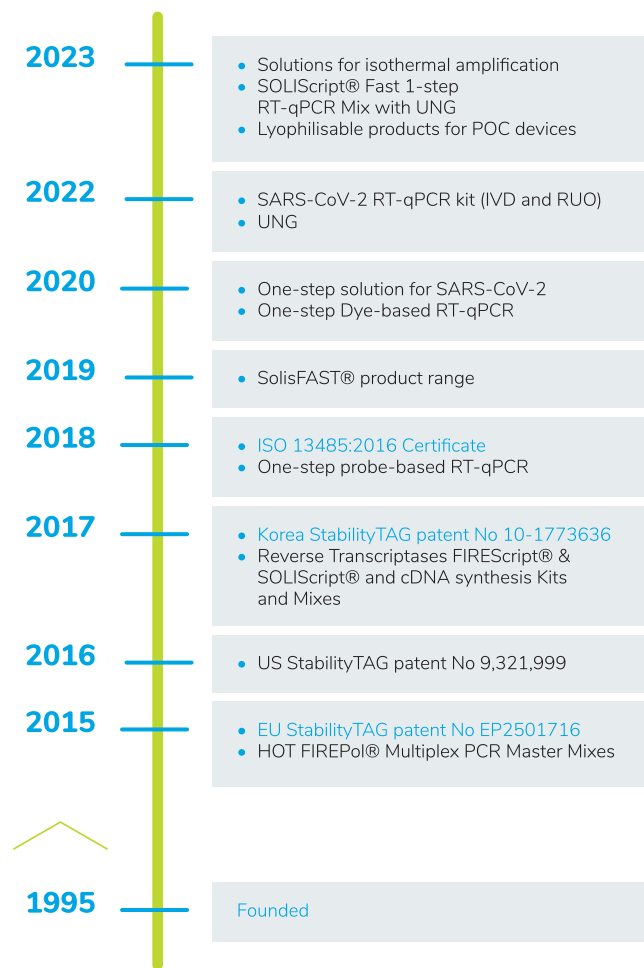 2023
Solutions for isothermal amplification
SOLIScript® Fast 1-step
RT-qPCR Mix with UNG
Lyophilisable products for POC devices
2022
SARS-CoV-2 RT-qPCR kit (IVD and RUO)
UNG
2020
One-step solution for SARS-CoV-2
One-step Dye-based RT-qPCR
2019
SolisFAST® product range
2018
ISO 13485:2016 Certificate
One-step probe-based RT-qPCR
2017
Korea StabilityTAG patent No 10-1773636
Reverse Transcriptases FIREScript® &
SOLIScript® and cDNA synthesis Kits
and Mixes
2016
US StabilityTAG patent No 9,321,999
2015
EU StabilityTAG patent No EP2501716
HOT FIREPol® Multiplex PCR Master Mixes
1995
Founded